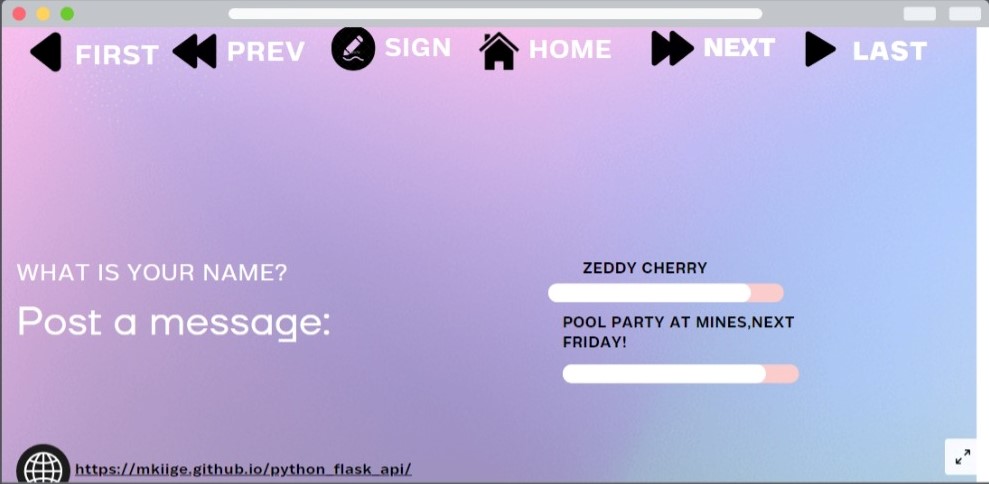 FIRST PREV SIGN HOME NEXT LAST
WHAT IS YOUR NAME?
ZEDDY CHERRY
Post a message:
POOL PARTY AT MINES,NEXT
FRIDAY!
https://mkiige.github.io/python_flask_api/